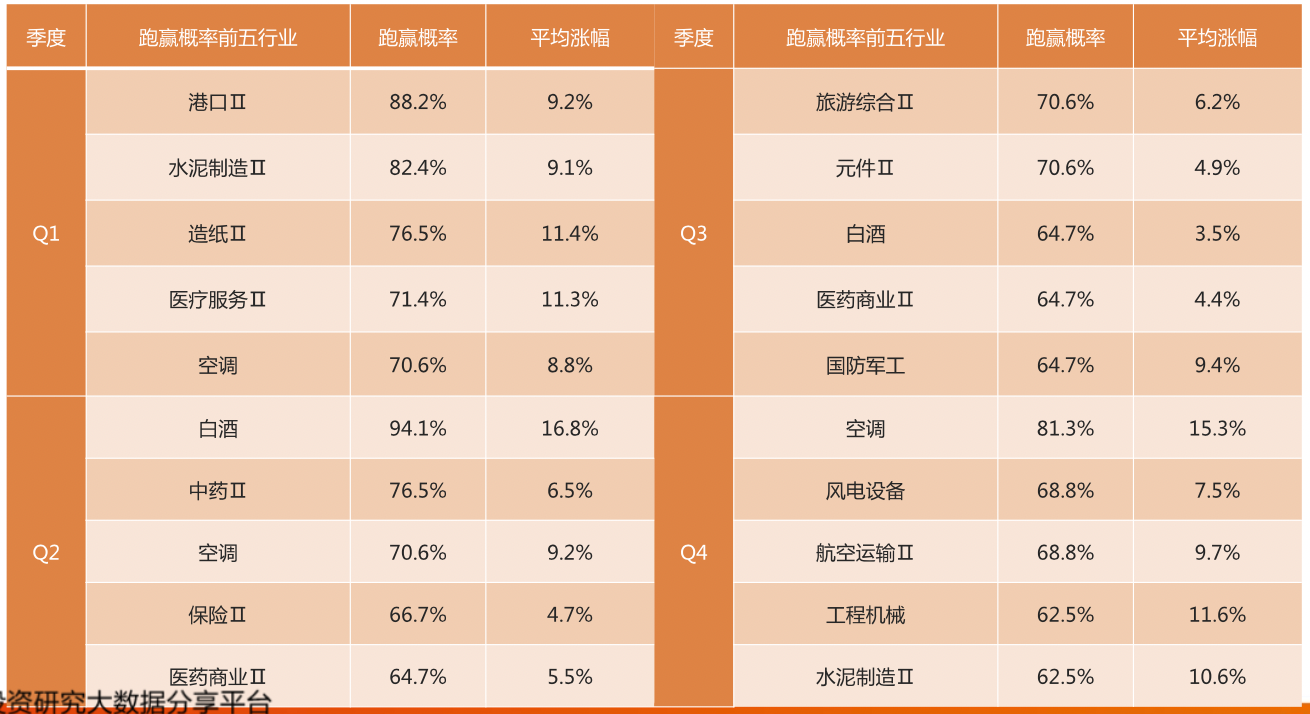 季度 跑赢概率前五行业 跑赢概率 平均涨幅 季度 跑赢概率前五行业 跑赢概率 平均涨幅
港口Ⅱ 88.2% 9.2% 旅游综合Ⅱ 70.6% 6.2%
水泥制造Ⅱ 82.4% 9.1% 元件Ⅱ 70.6% 4.9%
Q1 造纸Ⅱ 76.5% 11.4% Q3 白酒 64.7% 3.5%
医疗服务Ⅱ 71.4% 11.3% 医药商业Ⅱ 64.7% 4.4%
空调 70.6% 8.8% 国防军工 64.7% 9.4%
白酒 94.1% 16.8% 空调 81.3% 15.3%
中药Ⅱ 76.5% 6.5% 风电设备 68.8% 7.5%
Q2 空调 70.6% 9.2% Q4 航空运输Ⅱ 68.8% 9.7%
保险Ⅱ 66.7% 4.7% 工程机械 62.5% 11.6%
医药商业Ⅱ 64.7% 5.5% 水泥制造Ⅱ 62.5% 10.6%
投资研究大数据分享平台